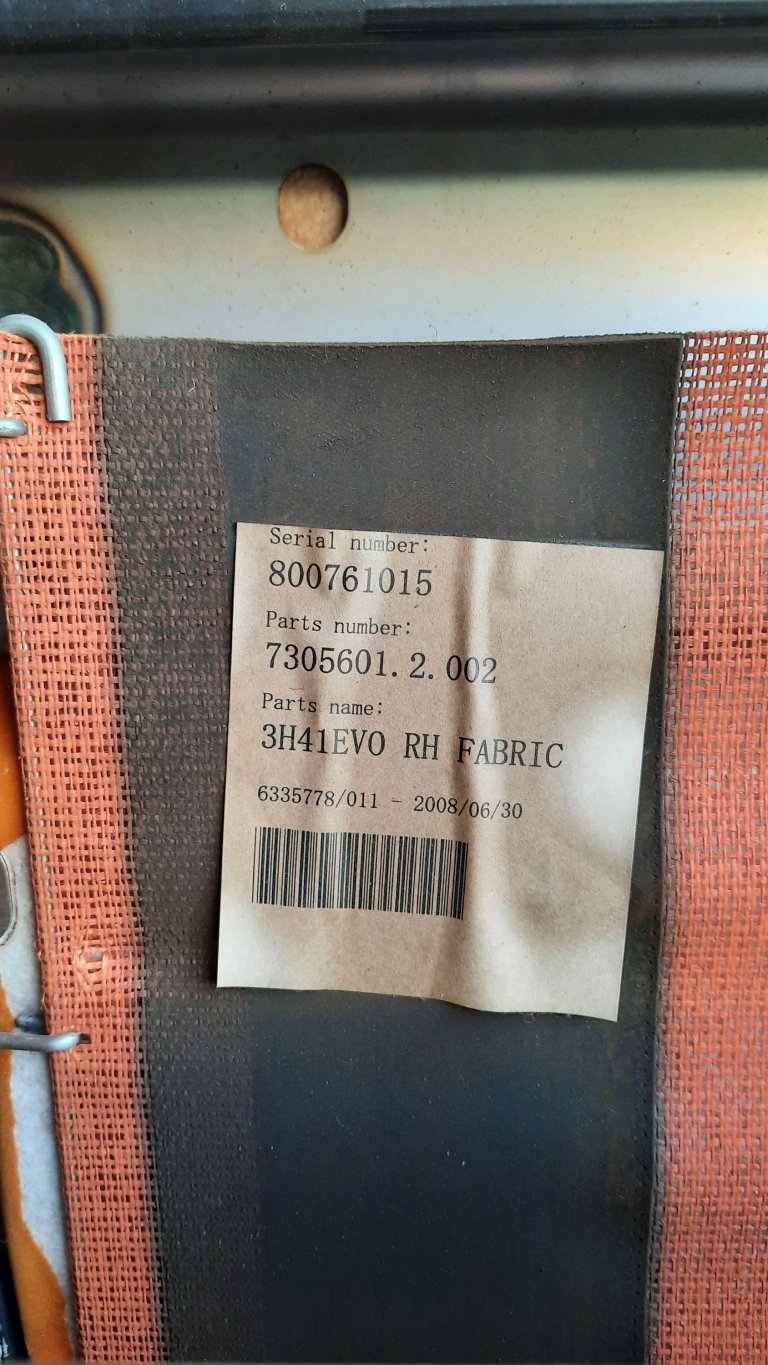 Serial number:
800761015
Parts number:
7305601.2.002
Parts name:
3H41EVO RH FABRIC
6335778/011 - 2008/06/30